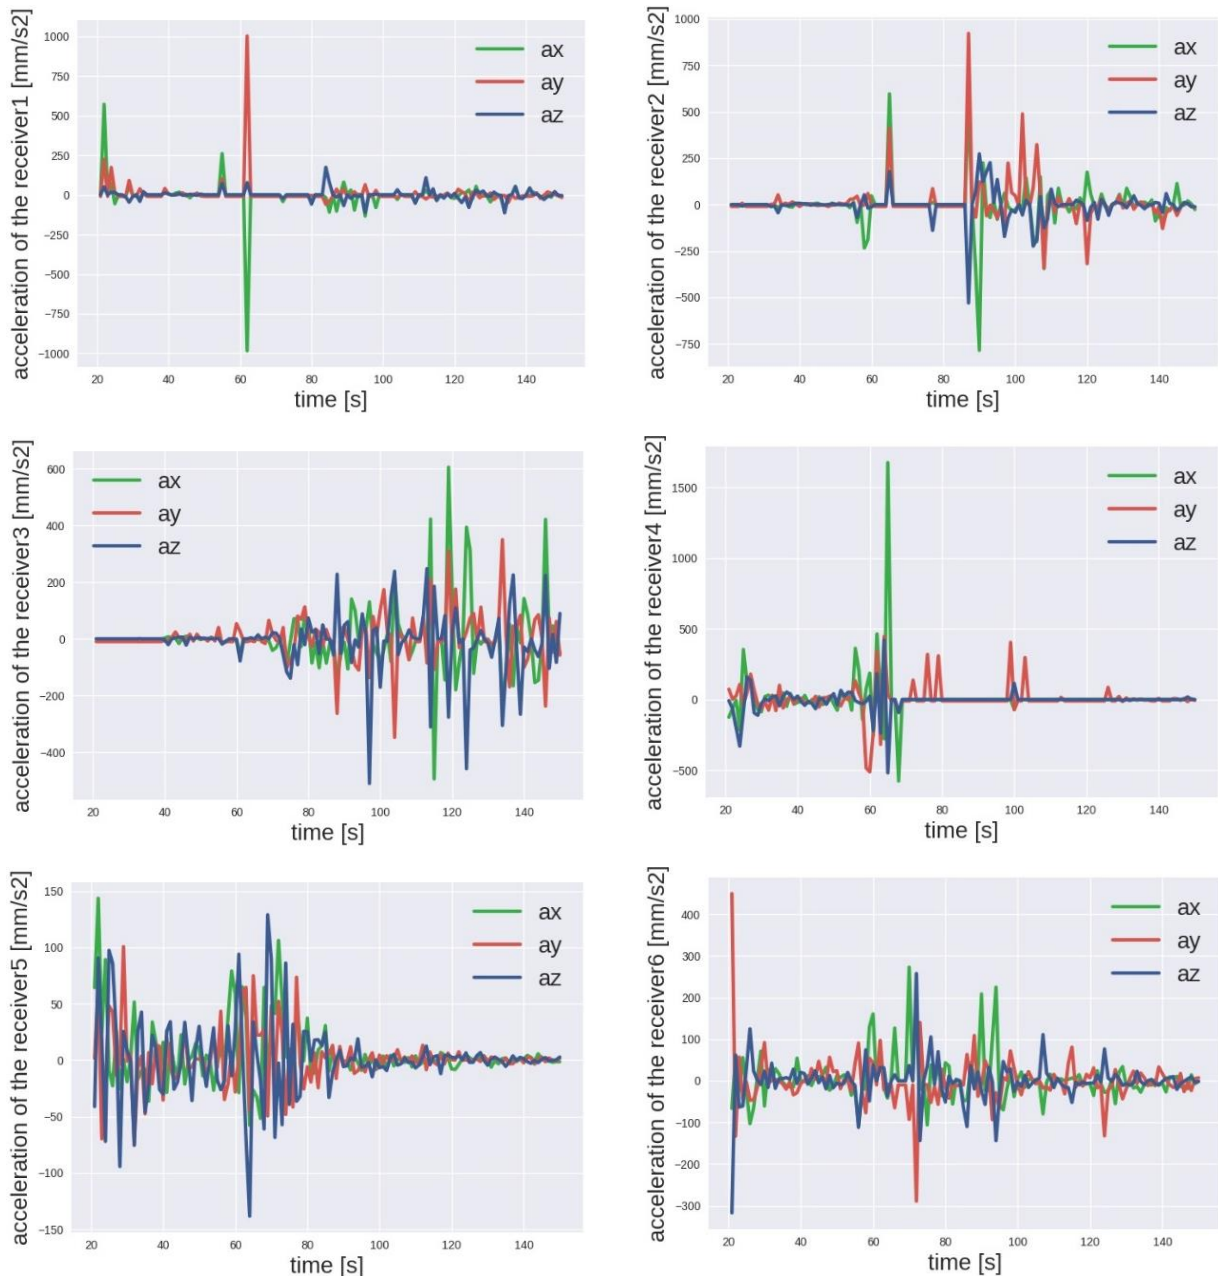 acceleration of the receiver1 [mm/s2]
1000
750
500
250
0
−250
−500
−750
−1000
ax
ay
az
20 40 60 80 100 120 140
time [s]
acceleration of the receiver2 [mm/s2]
1000
750
500
250
0
−250
−500
−750
ax
ay
az
20 40 60 80 100 120 140
time [s]
acceleration of the receiver3 [mm/s2]
600
400
200
0
−200
−400
ax
ay
az
20 40 60 80 100 120 140
time [s]
acceleration of the receiver4 [mm/s2]
1500
1000
500
0
−500
ax
ay
az
20 40 60 80 100 120 140
time [s]
acceleration of the receiver5 [mm/s2]
150
100
50
0
−50
−100
−150
ax
ay
az
20 40 60 80 100 120 140
time [s]
acceleration of the receiver6 [mm/s2]
400
300
200
100
0
−100
−200
−300
ax
ay
az
20 40 60 80 100 120 140
time [s]